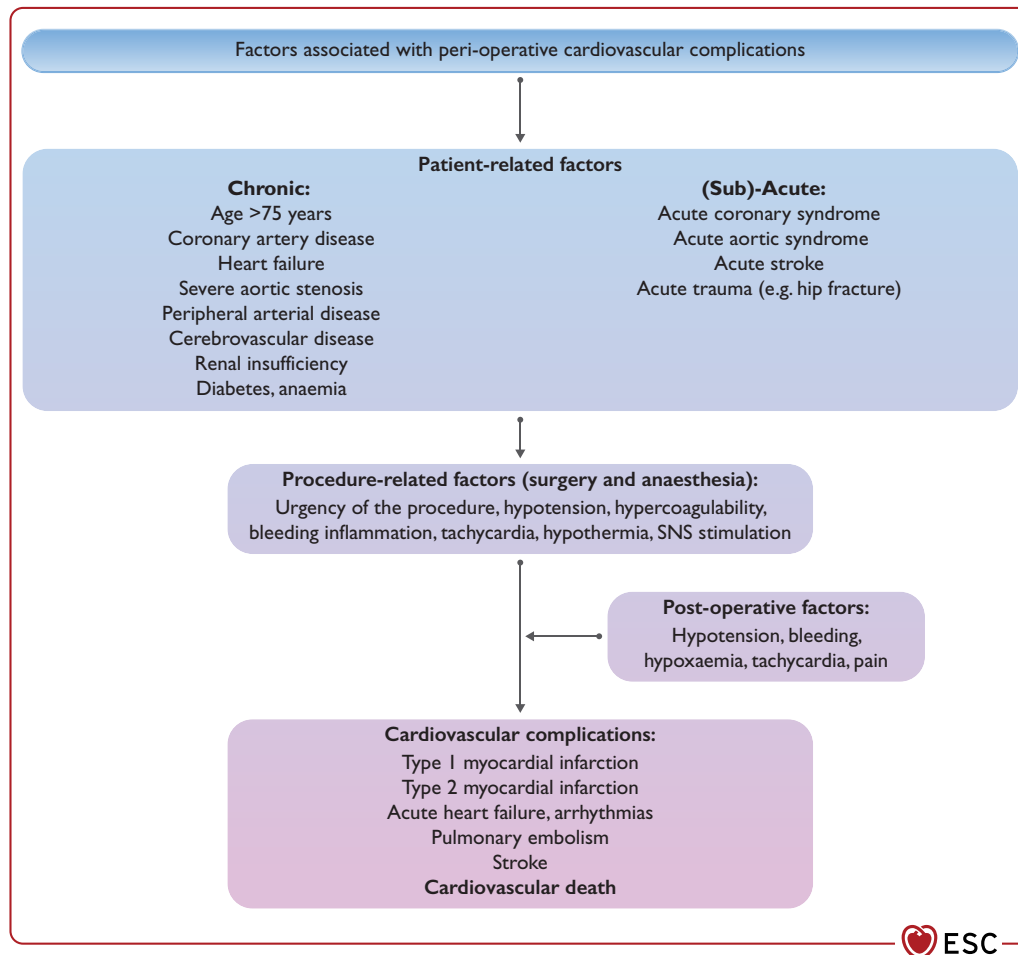 Factors associated with peri-operative cardiovascular complications
Patient-related factors
Chronic:
Age >75 years
Coronary artery disease
Heart failure
Severe aortic stenosis
Peripheral arterial disease
Cerebrovascular disease
Renal insufficiency
Diabetes, anaemia
(Sub)-Acute:
Acute coronary syndrome
Acute aortic syndrome
Acute stroke
Acute trauma (e.g. hip fracture)
Procedure-related factors (surgery and anaesthesia):
Urgency of the procedure, hypotension, hypercoagulability,
bleeding inflammation, tachycardia, hypothermia, SNS stimulation
Post-operative factors:
Hypotension, bleeding,
hypoxaemia, tachycardia, pain
Cardiovascular complications:
Type 1 myocardial infarction
Type 2 myocardial infarction
Acute heart failure, arrhythmias
Pulmonary embolism
Stroke
Cardiovascular death
ESC